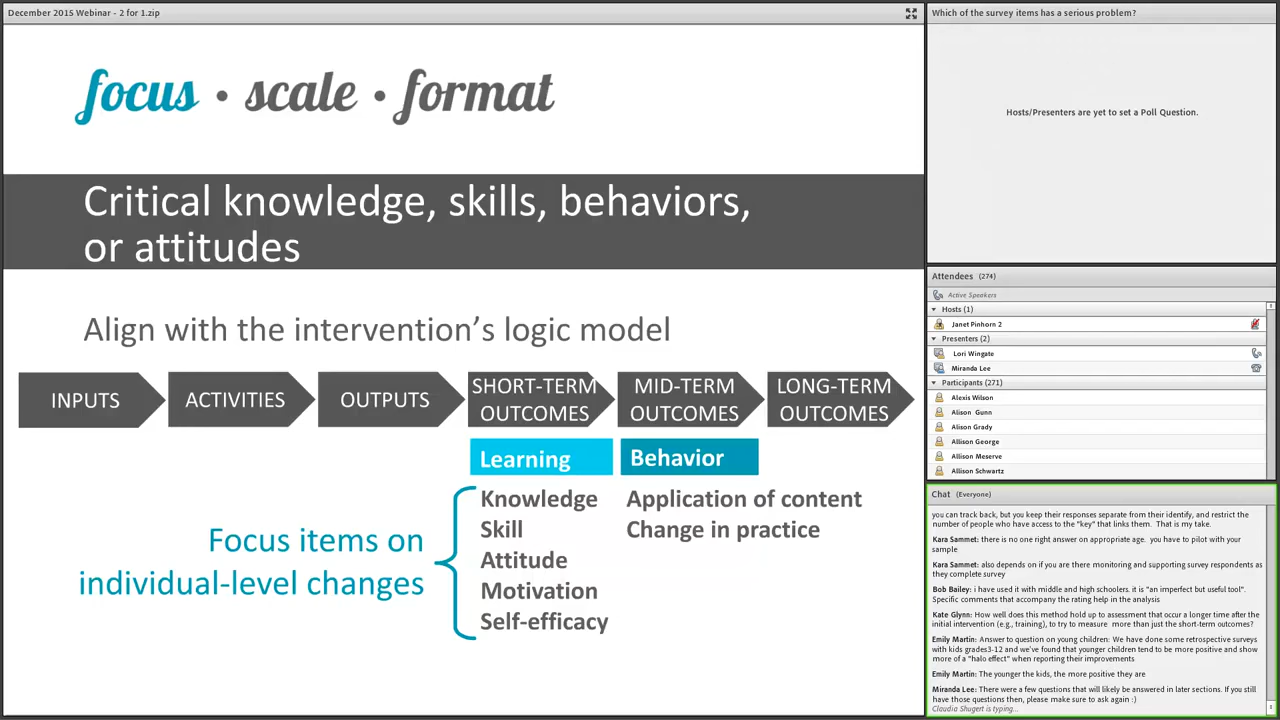 December 2015 Webinar - 2 for 1.zip
focus • scale • format
Critical knowledge, skills, behaviors,
or attitudes
Align with the intervention's logic model
INPUTS
ACTIVITIES
OUTPUTS
SHORT-TERM
OUTCOMES
MID-TERM
OUTCOMES
LONG-TERM
OUTCOMES
Learning
Behavior
Knowledge
Skill
Attitude
Motivation
Self-efficacy
Application of content
Change in practice
Focus items on
individual-level changes
Which of the survey items has a serious problem?
Hosts/Presenters are yet to set a Poll Question.
Attendees (274)
Active Speakers
Hosts (1)
Janet Pinhorn 2
Presenters (2)
Lori Wingate
Miranda Lee
Participants (271)
Alexis Wilson
Alison Gunn
Alison Grady
Allison George
Allison Meserve
Allison Schwartz
Chat (Everyone)
you can track back, but you keep their responses separate from their identify, and restrict the
number of people who have access to the "key" that links them. That is my take.
Kara Sammet: there is no one right answer on appropriate age. you have to pilot with your
sample
Kara Sammet: also depends on if you are there monitoring and supporting survey respondents as
they complete survey
Bob Bailey: i have used it with middle and high schoolers. it is "an imperfect but useful tool".
Specific comments that accompany the rating help in the analysis
Kate Glynn: How well does this method hold up to assessment that occur a longer time after the
initial intervention (e.g., training), to try to measure more than just the short-term outcomes?
Emily Martin: Answer to question on young children: We have done some retrospective surveys
with kids grades3-12 and we've found that younger children tend to be more positive and show
more of a "halo effect" when reporting their improvements
Emily Martin: The younger the kids, the more positive they are
Miranda Lee: There were a few questions that will likely be answered in later sections. If you still
have those questions then, please make sure to ask again :)
Claudia Shugert is typing...